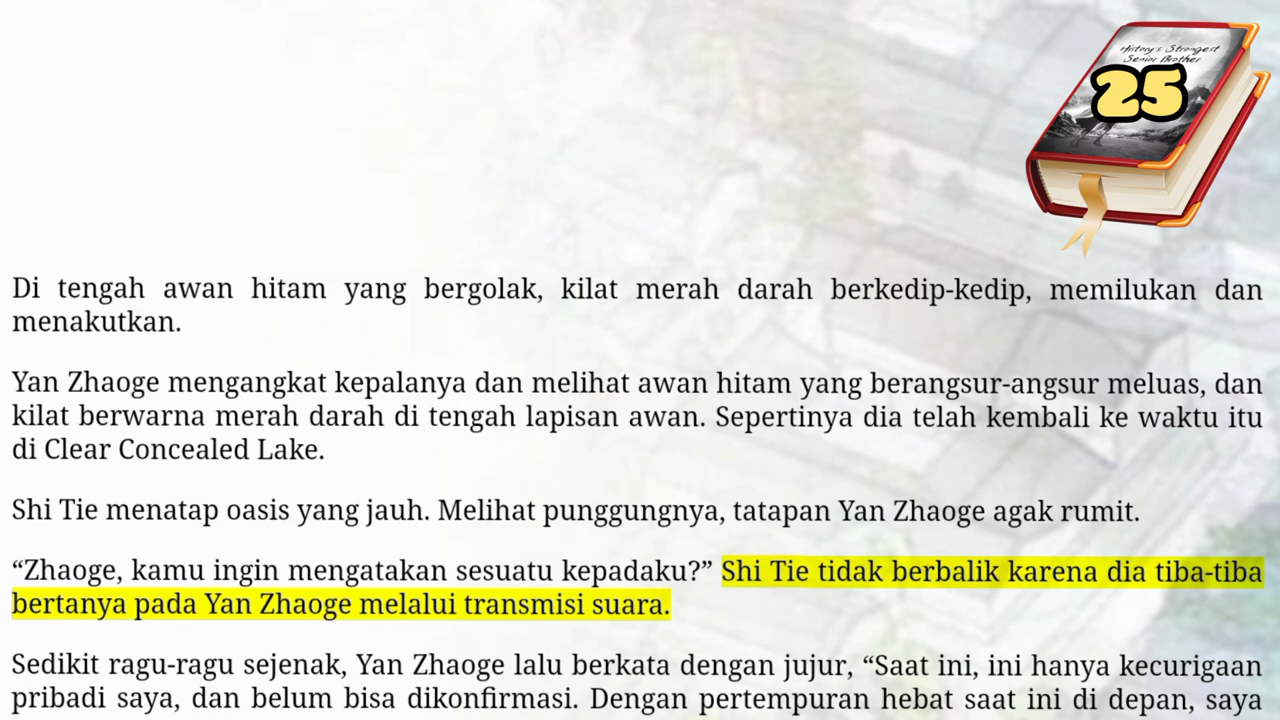 History's Strongest
Senior Brother
25
Di tengah awan hitam yang bergolak, kilat merah darah berkedip-kedip, memilukan dan
menakutkan.
Yan Zhaoge mengangkat kepalanya dan melihat awan hitam yang berangsur-angsur meluas, dan
kilat berwarna merah darah di tengah lapisan awan. Sepertinya dia telah kembali ke waktu itu
di Clear Concealed Lake.
Shi Tie menatap oasis yang jauh. Melihat punggungnya, tatapan Yan Zhaoge agak rumit.
“Zhaoge, kamu ingin mengatakan sesuatu kepadaku?” Shi Tie tidak berbalik karena dia tiba-tiba
bertanya pada Yan Zhaoge melalui transmisi suara.
Sedikit ragu-ragu sejenak, Yan Zhaoge lalu berkata dengan jujur, “Saat ini, ini hanya kecurigaan
pribadi saya, dan belum bisa dikonfirmasi. Dengan pertempuran hebat saat ini di depan, saya